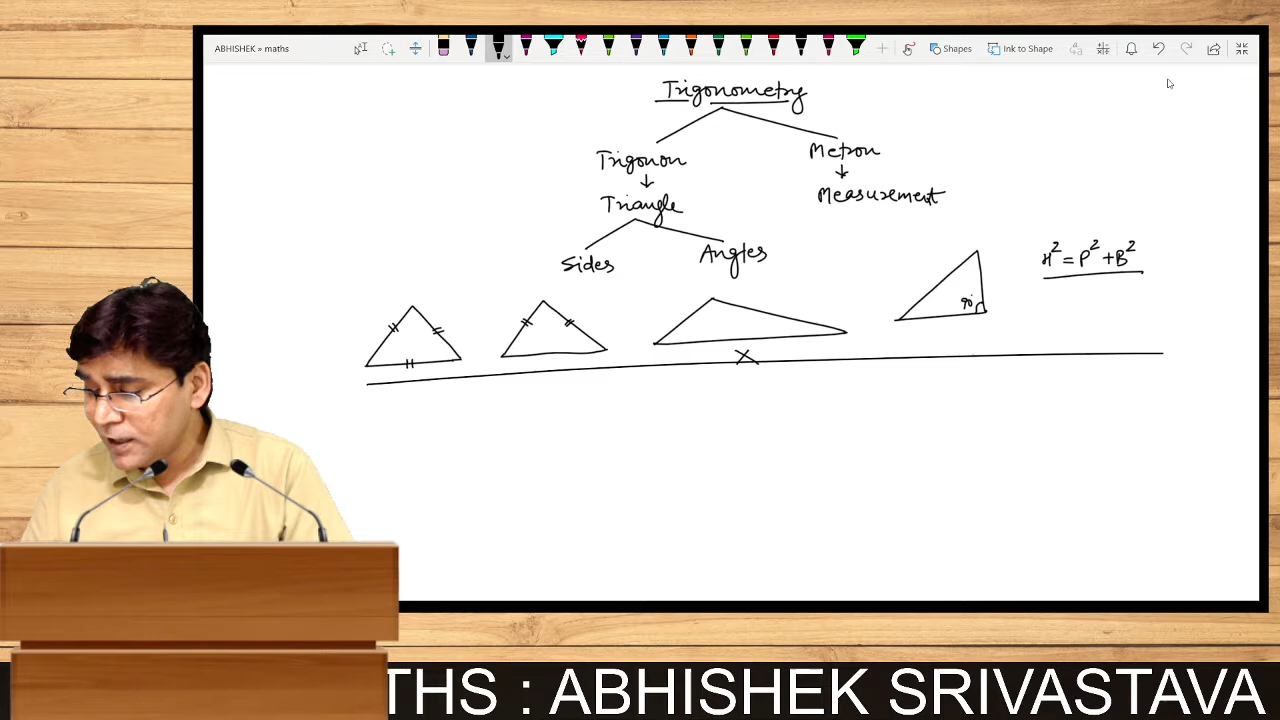 ABHISHEK » maths
Shapes
Ink to Shape
Trigonometry
Trigonon
Metron
↓
↓
Triangle
Measurement
Sides
Angles
H² = P² + B²
90°
THS : ABHISHEK SRIVASTAVA